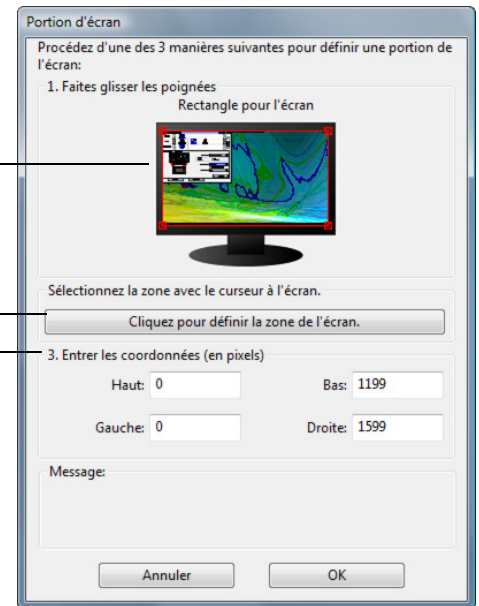 Portion d'écran
Procédez d'une des 3 manières suivantes pour définir une portion de
l'écran:
1. Faites glisser les poignées
Rectangle pour l'écran
Sélectionnez la zone avec le curseur à l'écran.
Cliquez pour définir la zone de l'écran.
3. Entrer les coordonnées (en pixels)
Haut: 0 Bas: 1199
Gauche: 0 Droite: 1599
Message:
Annuler OK